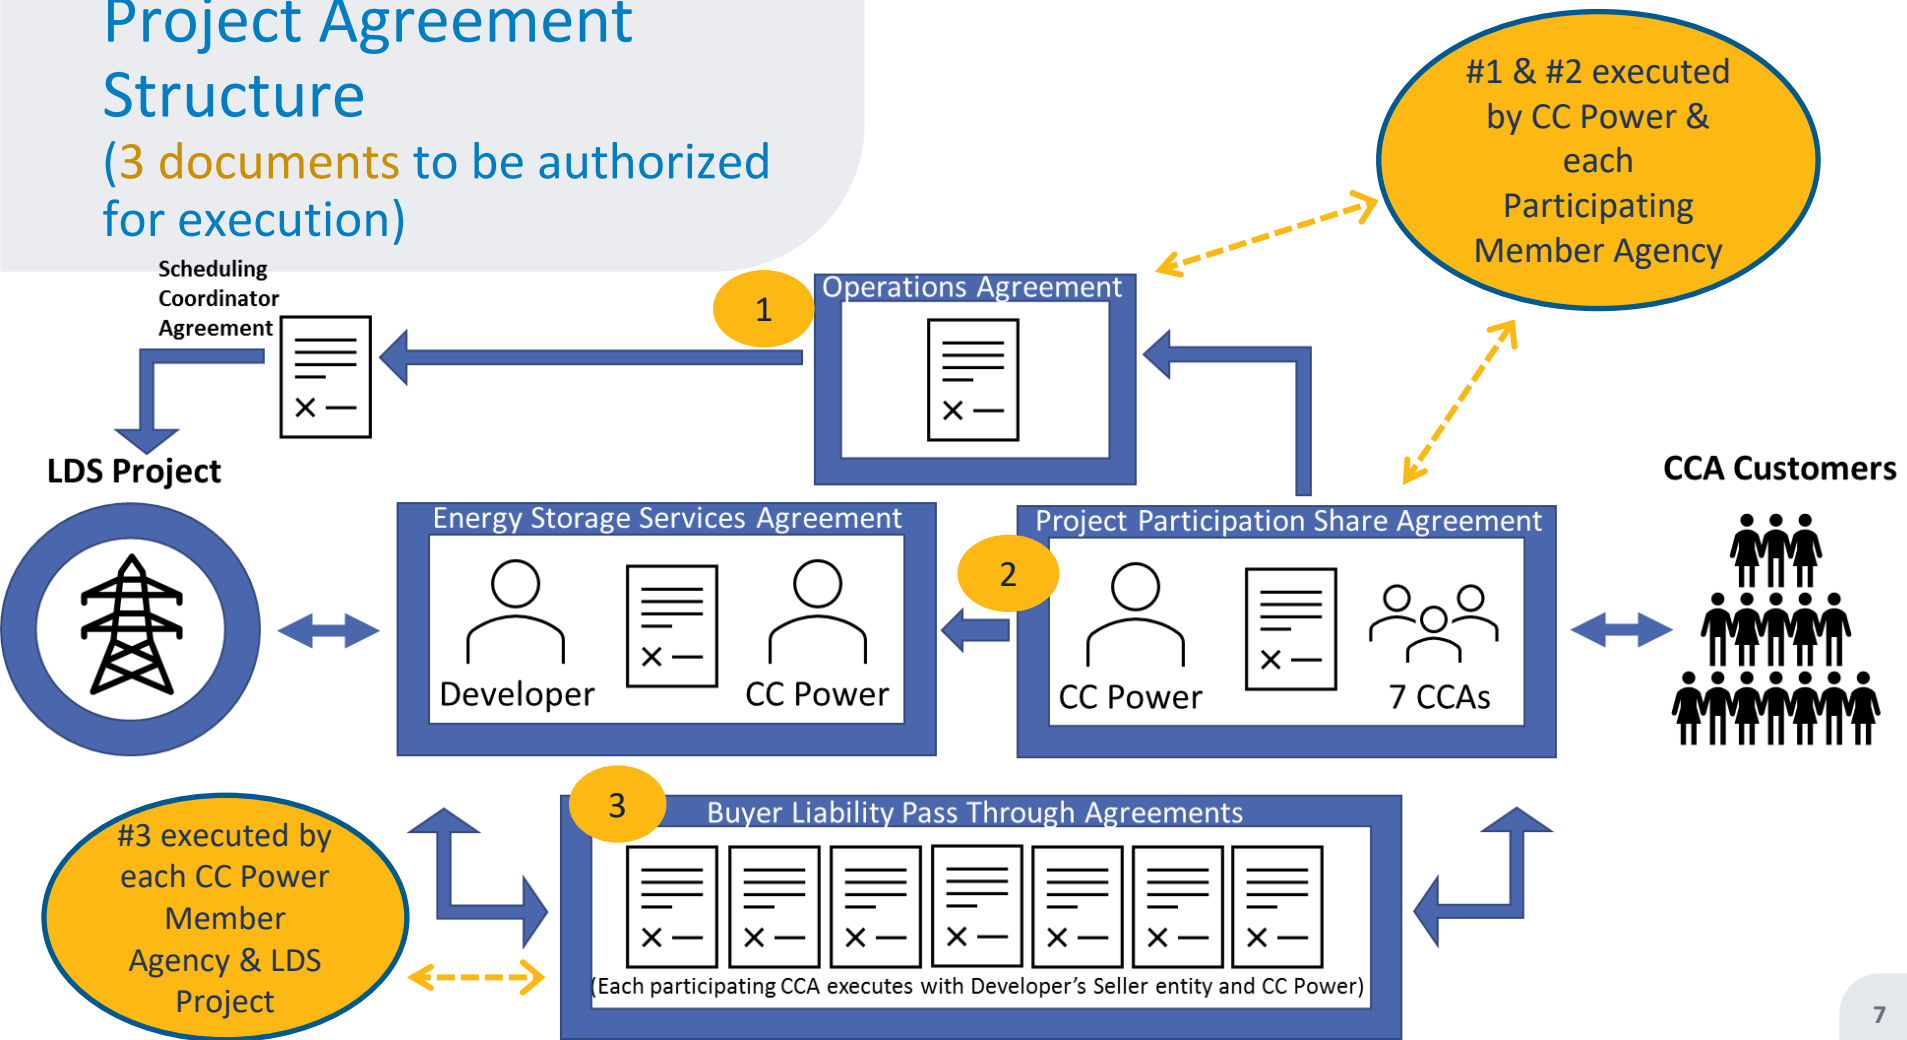 Project Agreement
Structure
(3 documents to be authorized
for execution)
#1 & #2 executed
by CC Power &
each
Participating
Member Agency
Scheduling
Coordinator
Agreement
1
Operations Agreement
LDS Project
CCA Customers
Energy Storage Services Agreement
Developer
CC Power
2
Project Participation Share Agreement
CC Power
7 CCAs
#3 executed by
each CC Power
Member
Agency & LDS
Project
3
Buyer Liability Pass Through Agreements
(Each participating CCA executes with Developer's Seller entity and CC Power)
7